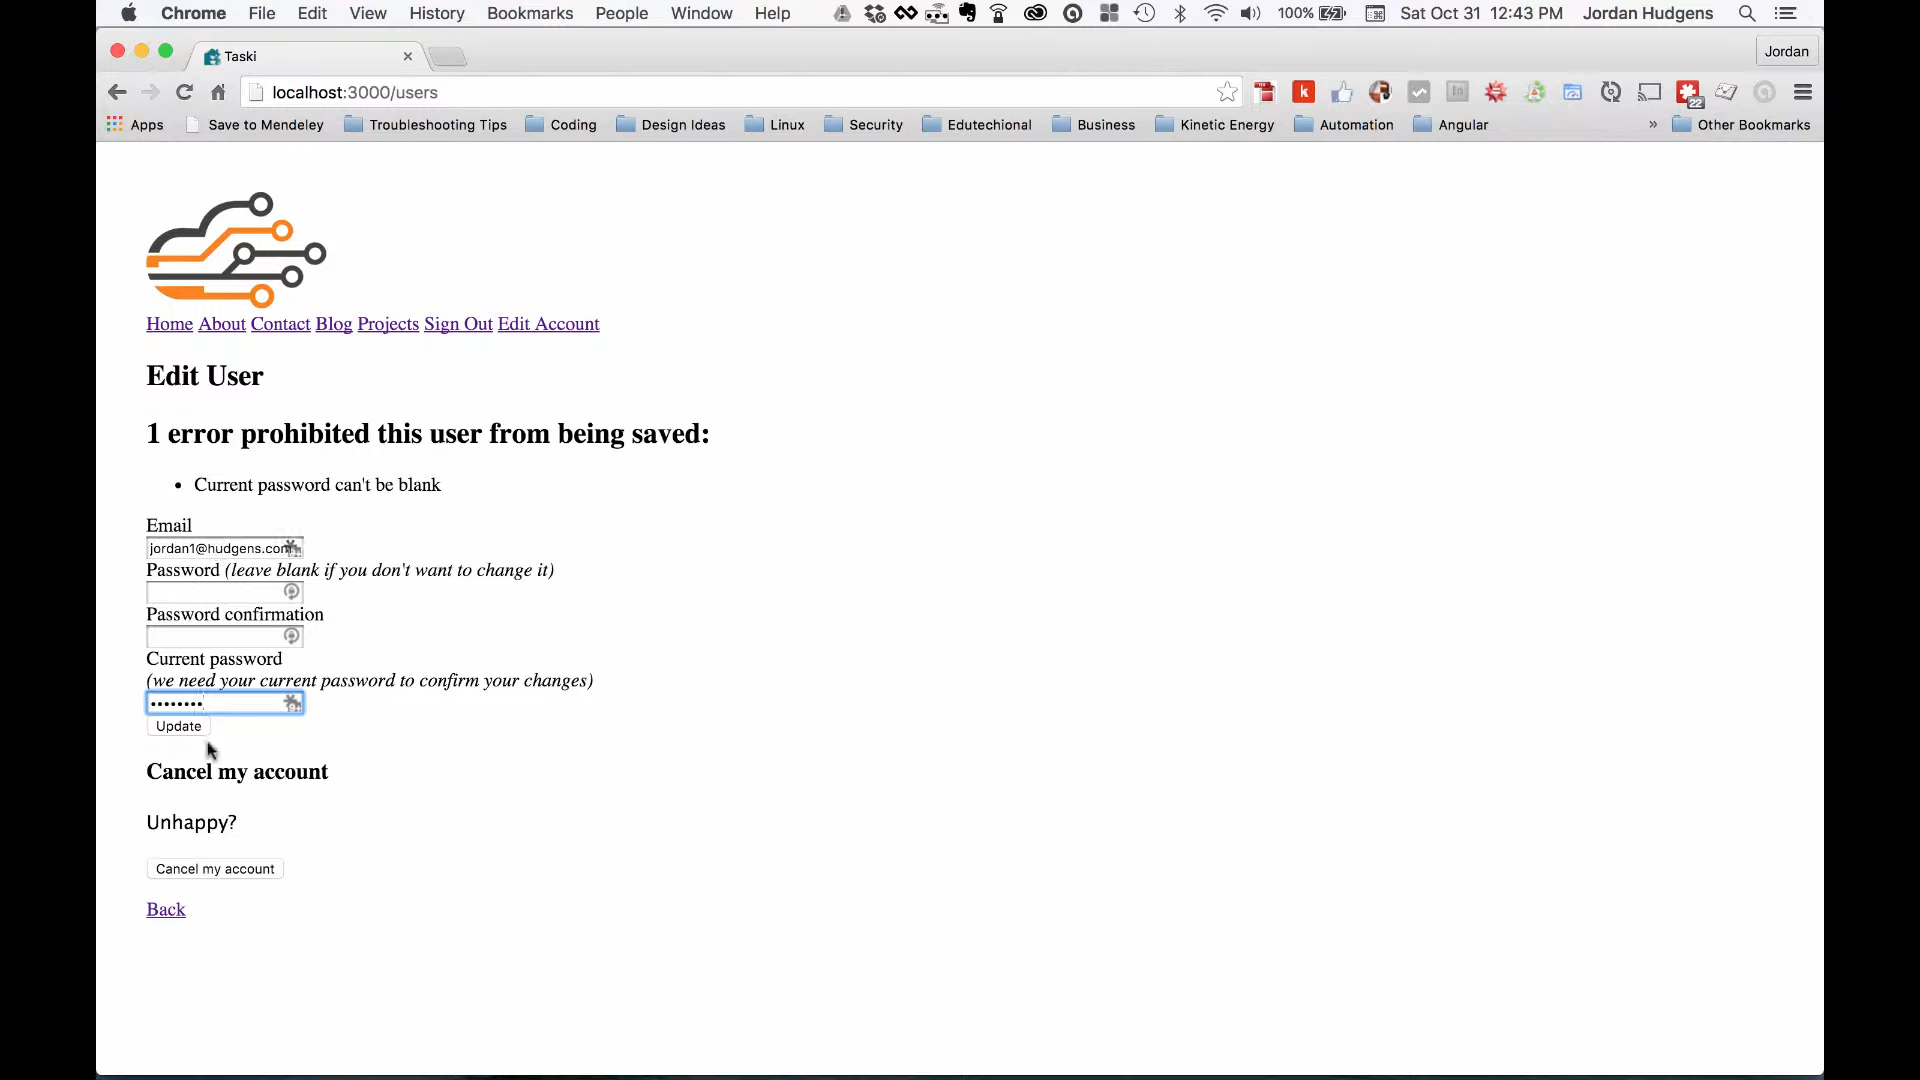 Chrome File Edit View History Bookmarks People Window Help 100% Sat Oct 31 12:43 PM Jordan Hudgens
Taski
Jordan
localhost:3000/users
22
Apps Save to Mendeley Troubleshooting Tips Coding Design Ideas Linux Security Edutechional Business Kinetic Energy Automation Angular » Other Bookmarks
Home About Contact Blog Projects Sign Out Edit Account
Edit User
1 error prohibited this user from being saved:
• Current password can't be blank
Email
jordan1@hudgens.com
Password (leave blank if you don't want to change it)
Password confirmation
Current password
(we need your current password to confirm your changes)
••••••••
Update
Cancel my account
Unhappy?
Cancel my account
Back